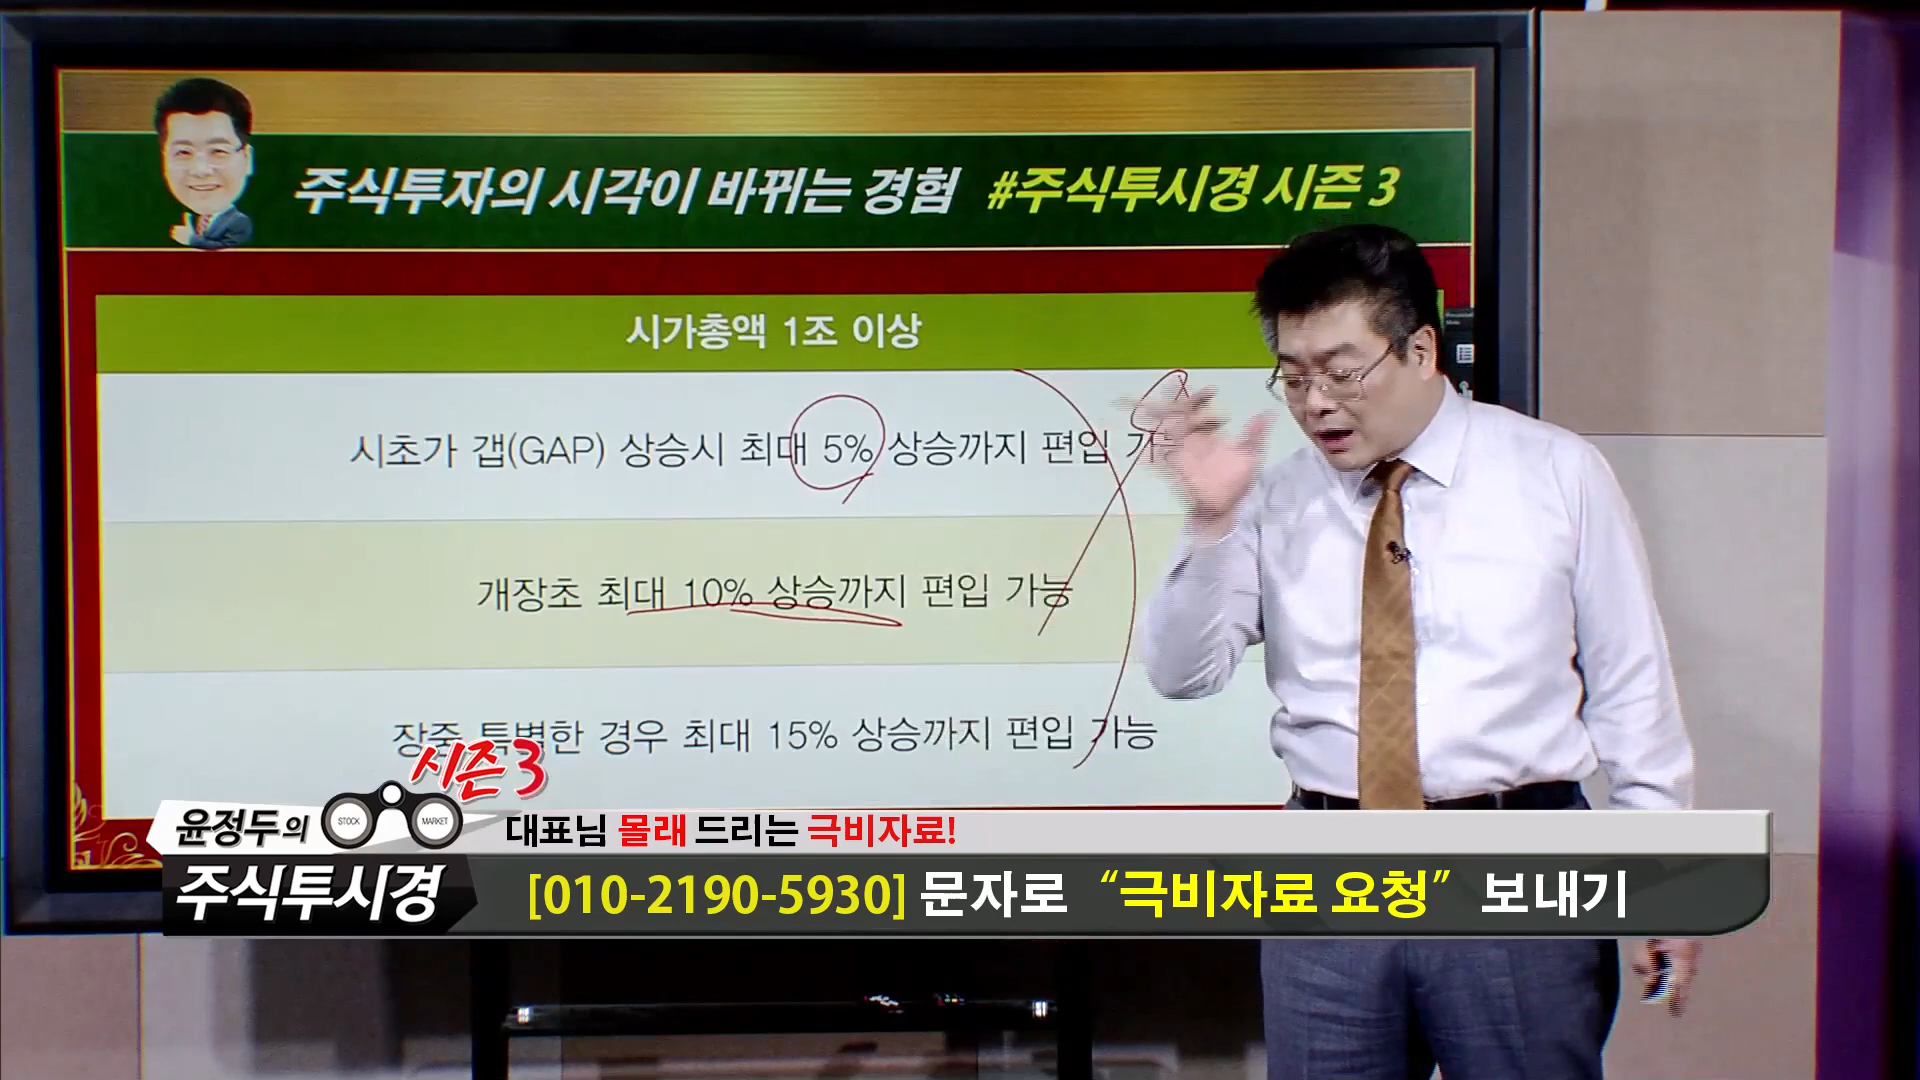 주식투자의 시각이 바뀌는 경험 #주식투시경 시즌 3
시가총액 1조 이상
시초가 갭(GAP) 상승시 최대 5% 상승까지 편입 가능
개장초 최대 10% 상승까지 편입 가능
장중 특별한 경우 최대 15% 상승까지 편입 가능
시즌 3
윤정두의
STOCK MARKET
주식투시경
대표님 몰래 드리는 극비자료!
[010-2190-5930] 문자로 “극비자료 요청” 보내기